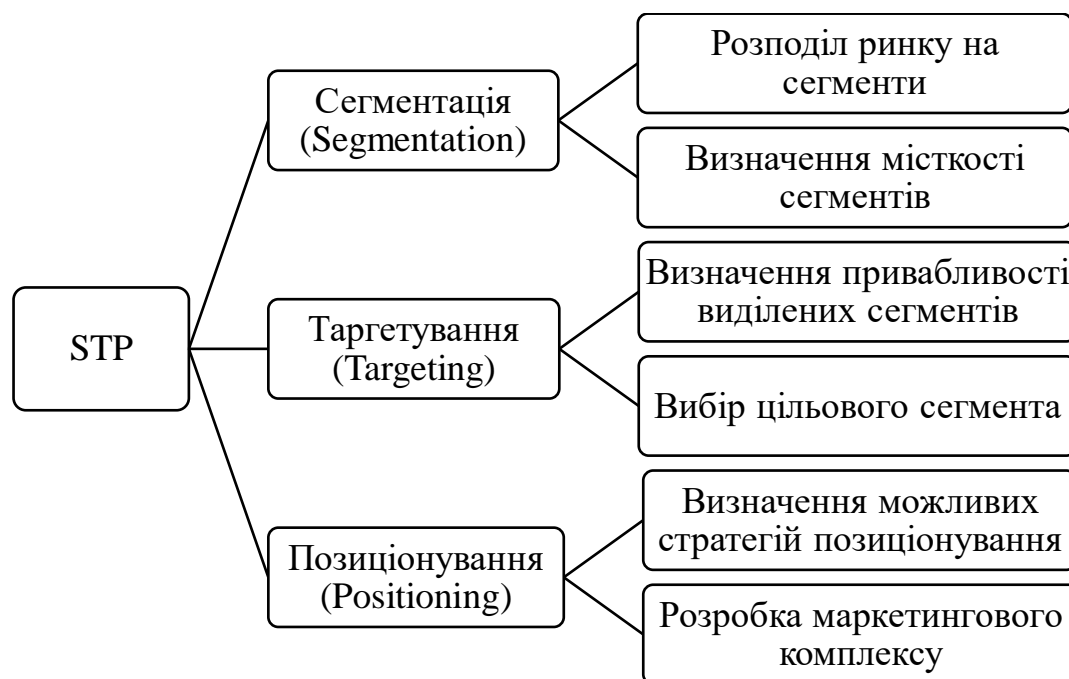 STP
Сегментація
(Segmentation)
Розподіл ринку на
сегменти
Визначення місткості
сегментів
Таргетування
(Targeting)
Визначення привабливості
виділених сегментів
Вибір цільового сегмента
Позиціонування
(Positioning)
Визначення можливих
стратегій позиціонування
Розробка маркетингового
комплексу